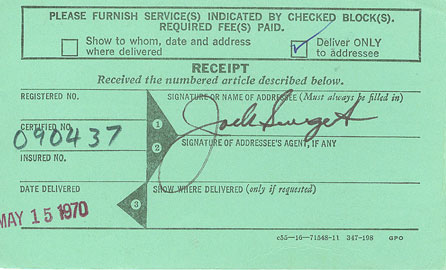 PLEASE FURNISH SERVICE(S) INDICATED BY CHECKED BLOCK(S).
REQUIRED FEE(S) PAID.
Show to whom, date and address
where delivered
Deliver ONLY
to addressee
RECEIPT
Received the numbered article described below.
REGISTERED NO.
SIGNATURE OR NAME OF ADDRESSEE (Must always be filled in)
CERTIFIED NO.
090437
1
Jack
2
SIGNATURE OF ADDRESSEE'S AGENT, IF ANY
INSURED NO.
DATE DELIVERED
SHOW WHERE DELIVERED (only if requested)
MAY 15 1970
3
c55—16—71548-11 347-198 GPO